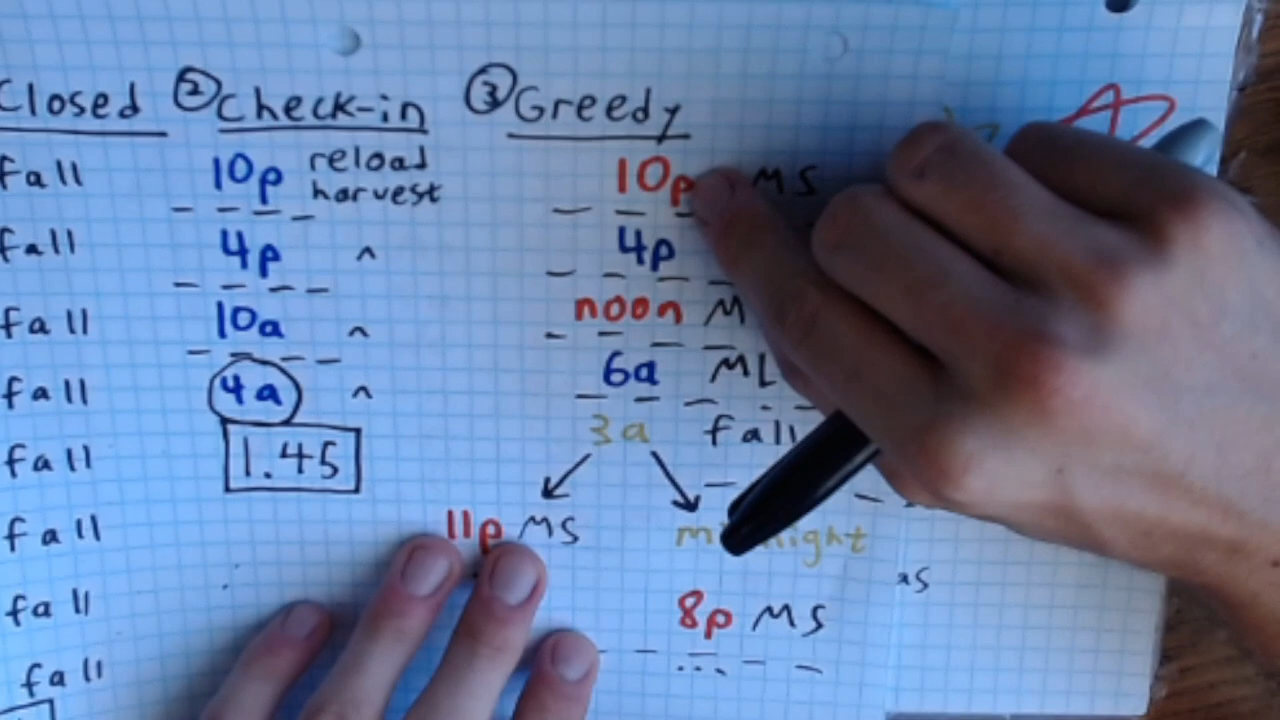 Closed ② Check-in ③ Greedy
fall 10p reload harvest 10p MS
fall 4p ^ 4p
fall 10a ^ noon M
fall 4a ^ 6a ML
fall 1.45 3a fall
fall 11p MS
fall 8p MS
...
fall